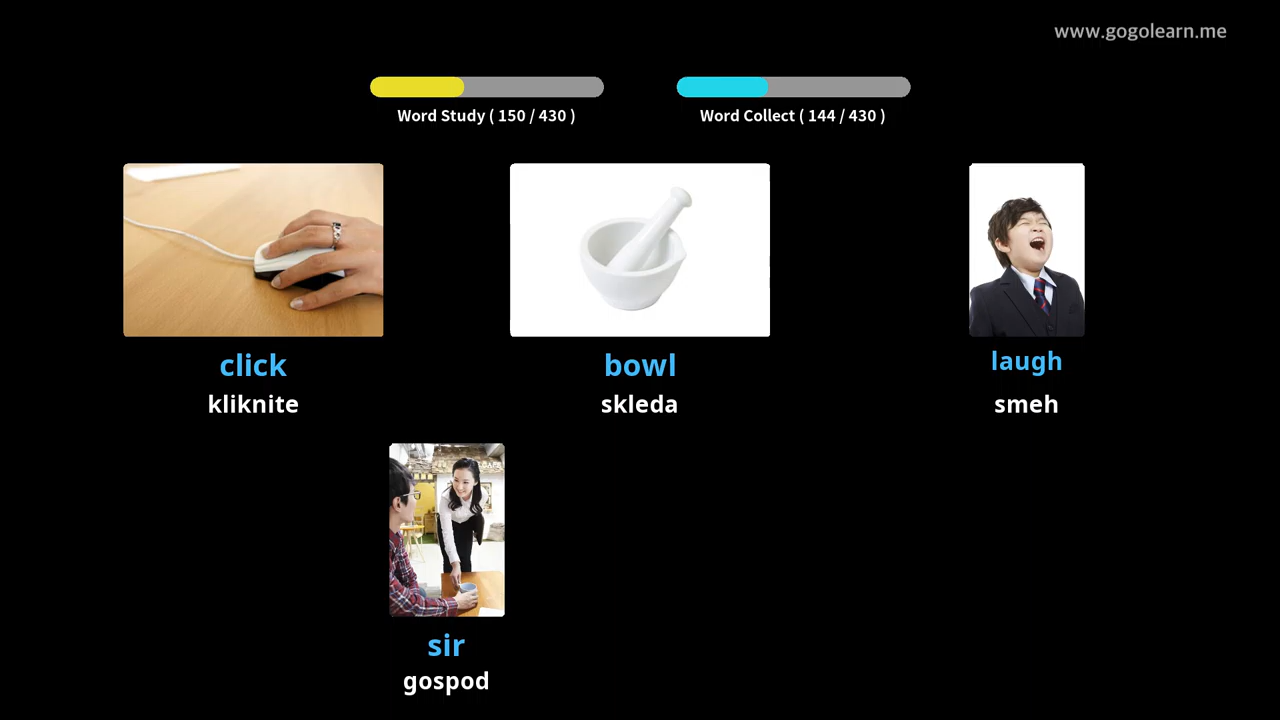 www.gogolearn.me
Word Study ( 150 / 430 )
Word Collect ( 144 / 430 )
click
kliknite
bowl
skleda
laugh
smeh
sir
gospod